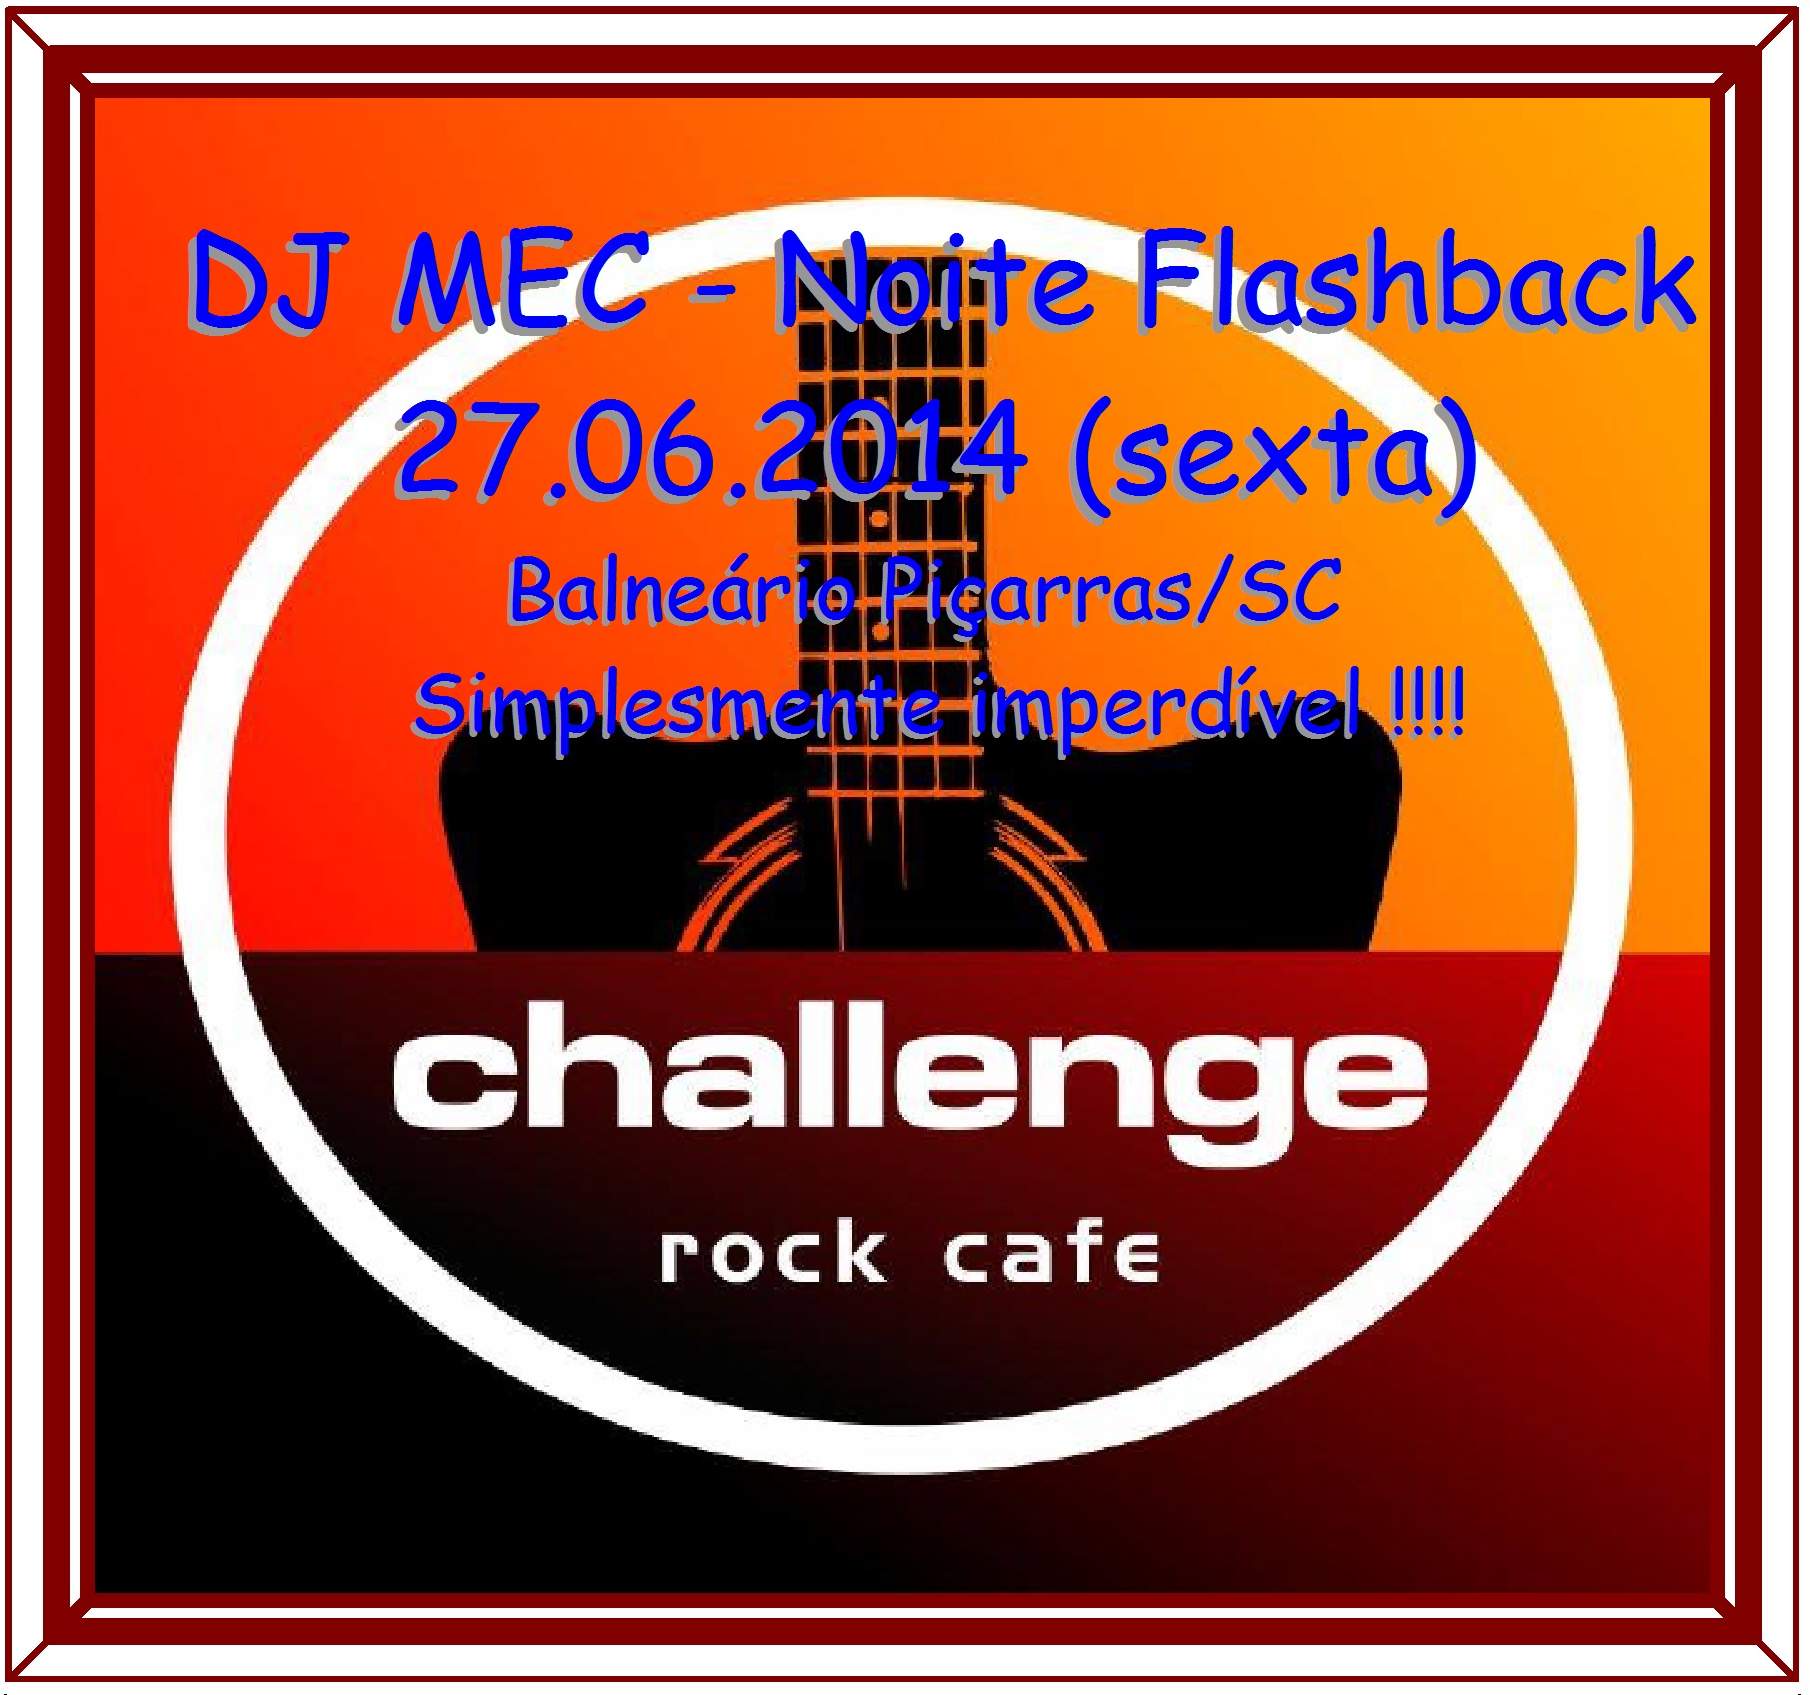 DJ MEC - Noite Flashback
27.06.2014 (sexta)
Balneário Piçarras/SC
Simplesmente imperdível !!!!
challenge
rock cafe